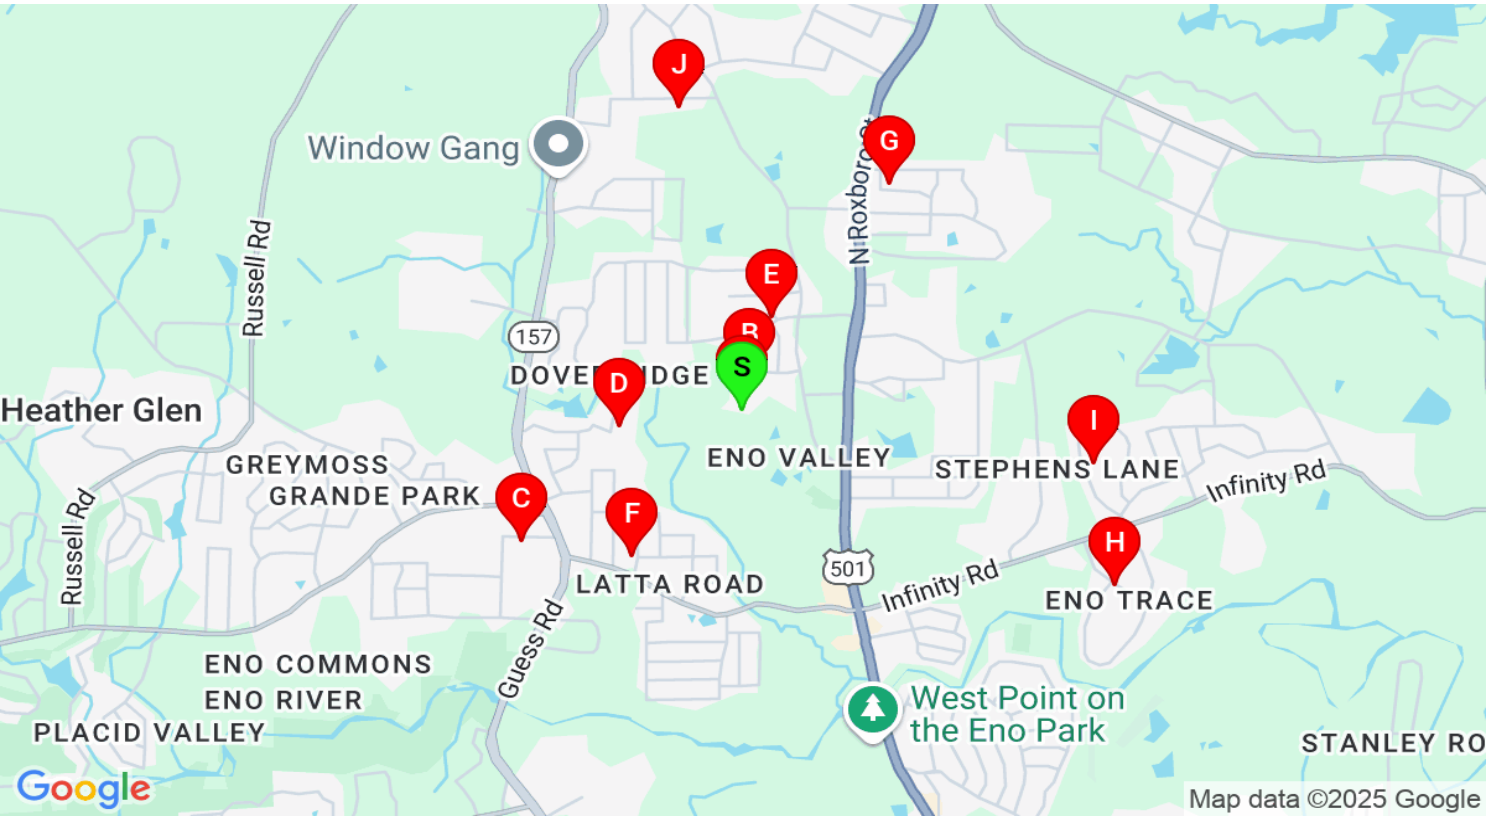 J
G
Window Gang
N Roxboro St
Russell Rd
E
B
157
S
DOVE
IDGE
D
Heather Glen
I
ENO VALLEY
GREYMOSS
STEPHENS LANE
GRANDE PARK
C
F
Infinity Rd
Russell Rd
H
501
LATTA ROAD
Infinity Rd
ENO TRACE
Guess Rd
ENO COMMONS
ENO RIVER
West Point on
the Eno Park
PLACID VALLEY
STANLEY RO
Google
Map data ©2025 Google